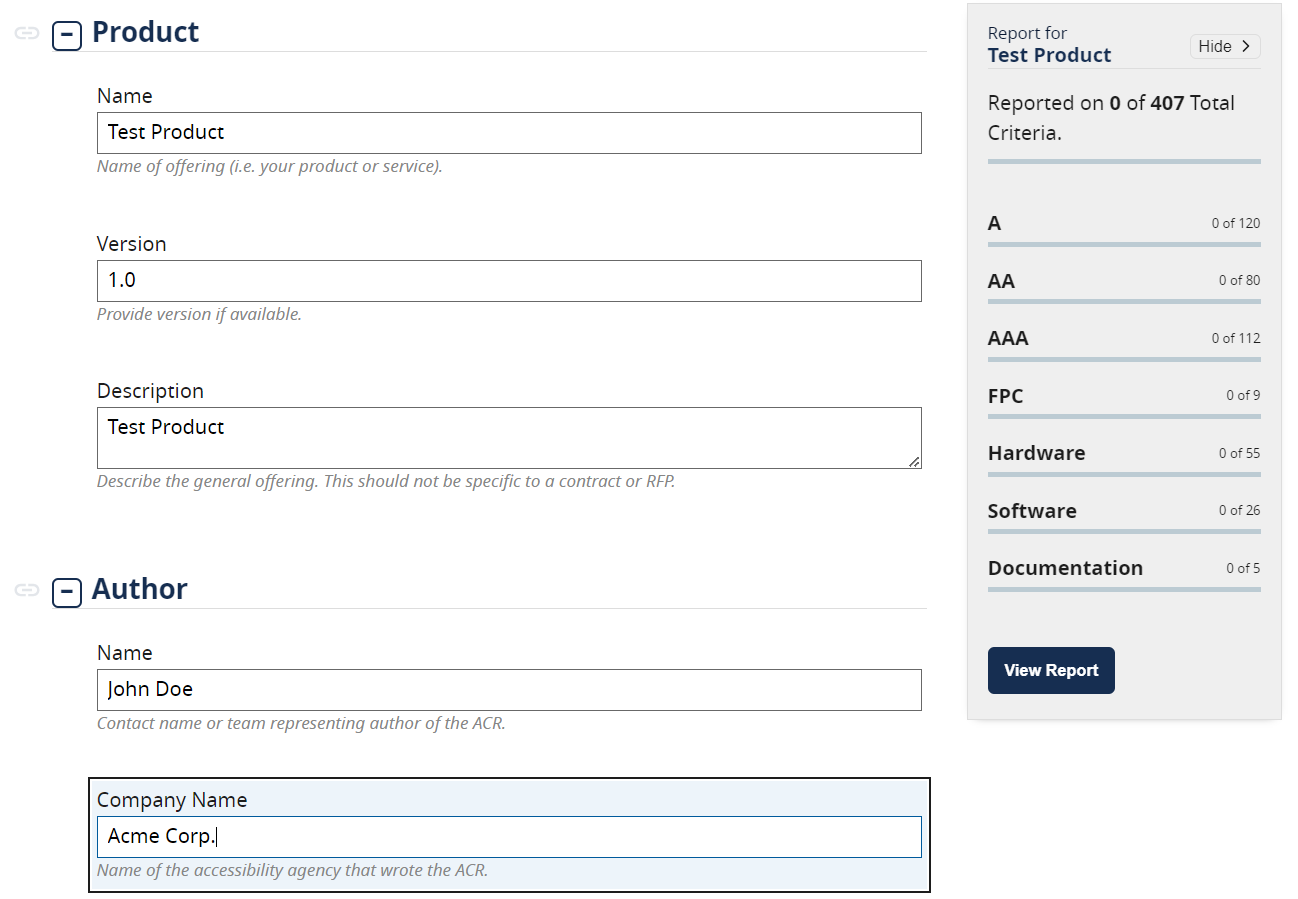 Product
Name
Test Product
Name of offering (i.e. your product or service).
Version
1.0
Provide version if available.
Description
Test Product
Describe the general offering. This should not be specific to a contract or RFP.
Author
Name
John Doe
Contact name or team representing author of the ACR.
Company Name
Acme Corp.
Name of the accessibility agency that wrote the ACR.
Report for
Test Product
Hide
Reported on 0 of 407 Total
Criteria.
A 0 of 120
AA 0 of 80
AAA 0 of 112
FPC 0 of 9
Hardware 0 of 55
Software 0 of 26
Documentation 0 of 5
View Report